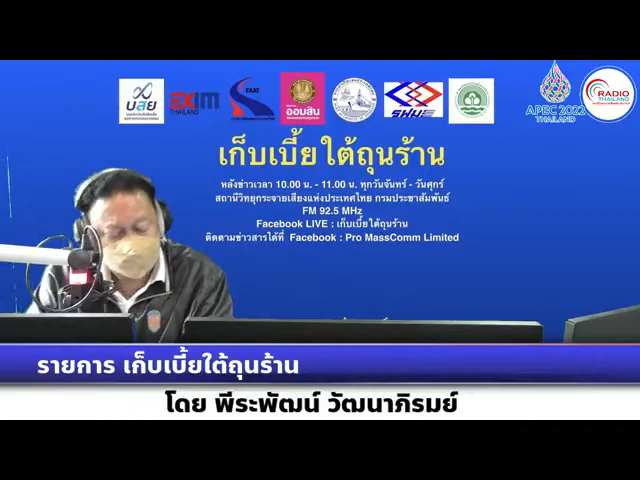 บสย
EXIM
THAILAND
EXAT
ออมสิน
รฟม
APEC 2022
THAILAND
RADIO
THAILAND
เก็บเบี้ยใต้ถุนร้าน
หลังข่าวเวลา 10.00 น. - 11.00 น. ทุกวันจันทร์ - วันศุกร์
สถานีวิทยุกระจายเสียงแห่งประเทศไทย กรมประชาสัมพันธ์
FM 92.5 MHz
Facebook LIVE : เก็บเบี้ยใต้ถุนร้าน
ติดตามข่าวสารได้ที่ Facebook : Pro MassComm Limited
รายการ เก็บเบี้ยใต้ถุนร้าน
โดย พีระพัฒน์ วัฒนาภิรมย์